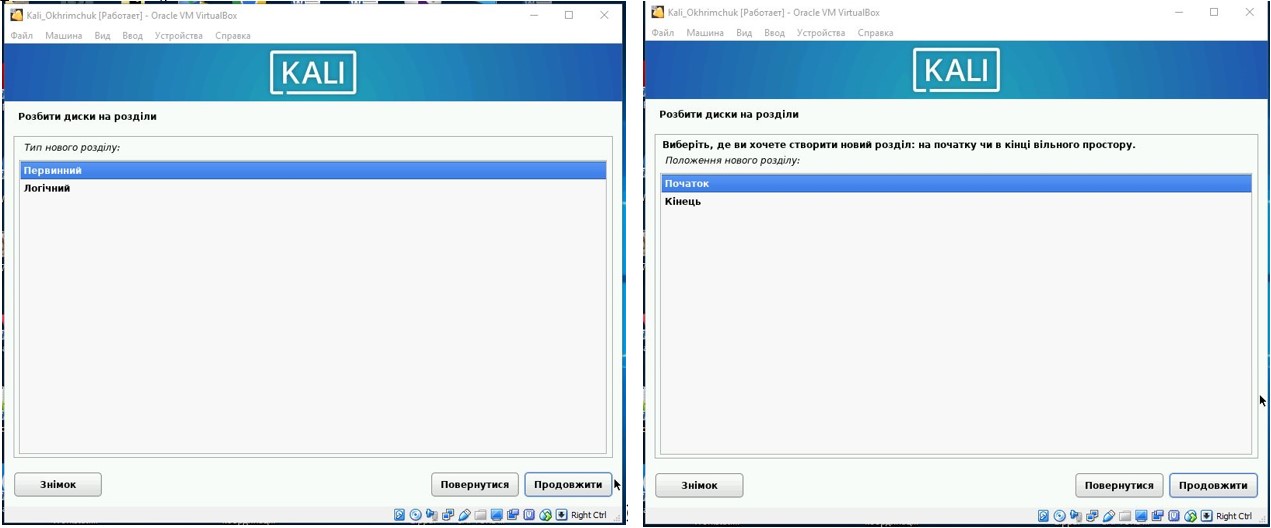 Kali_Okhrimchuk [Работает] - Oracle VM VirtualBox
Файл Машина Вид Ввод Устройства Справка
KALI
Розбити диски на розділи
Тип нового розділу:
Первинний
Логічний
Знімок Повернутися Продовжити
Right Ctrl
Kali_Okhrimchuk [Работает] - Oracle VM VirtualBox
Файл Машина Вид Ввод Устройства Справка
KALI
Розбити диски на розділи
Виберіть, де ви хочете створити новий розділ: на початку чи в кінці вільного простору.
Положення нового розділу:
Початок
Кінець
Знімок Повернутися Продовжити
Right Ctrl